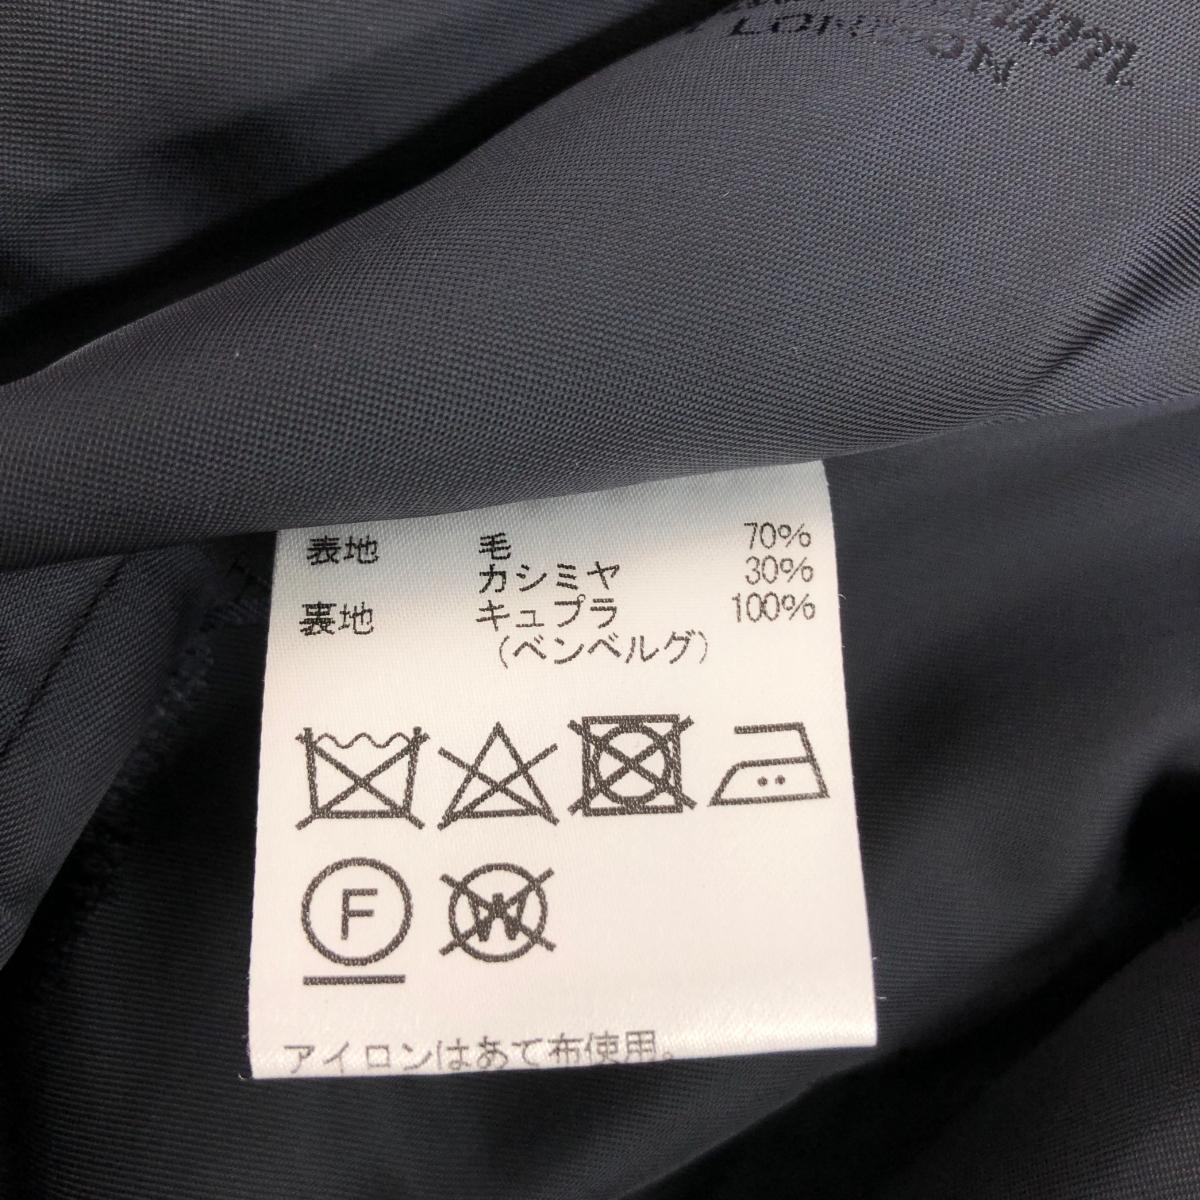 LONDON
表地 毛 70%
カシミヤ 30%
裏地 キュプラ 100%
(ベンベルグ)
F
W
アイロンはあて布使用。